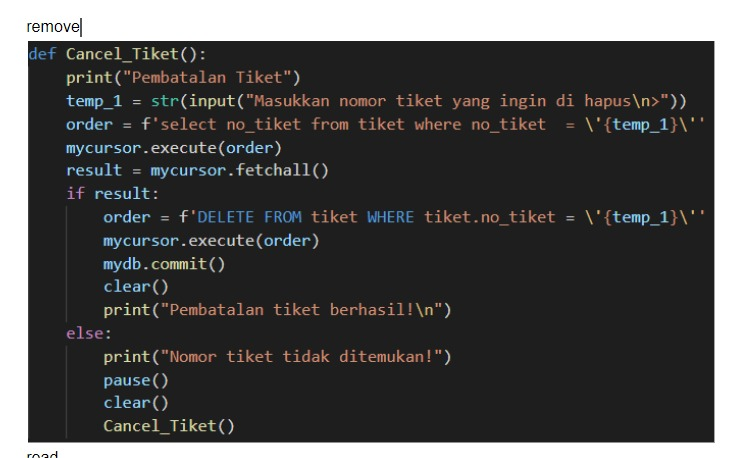 remove
def Cancel_Tiket():
    print("Pembatalan Tiket")
    temp_1 = str(input("Masukkan nomor tiket yang ingin di hapus\n>"))
    order = f'select no_tiket from tiket where no_tiket  = \'{temp_1}\''
    mycursor.execute(order)
    result = mycursor.fetchall()
    if result:
        order = f'DELETE FROM tiket WHERE tiket.no_tiket = \'{temp_1}\''
        mycursor.execute(order)
        mydb.commit()
        clear()
        print("Pembatalan tiket berhasil!\n")
    else:
        print("Nomor tiket tidak ditemukan!")
        pause()
        clear()
        Cancel_Tiket()
read